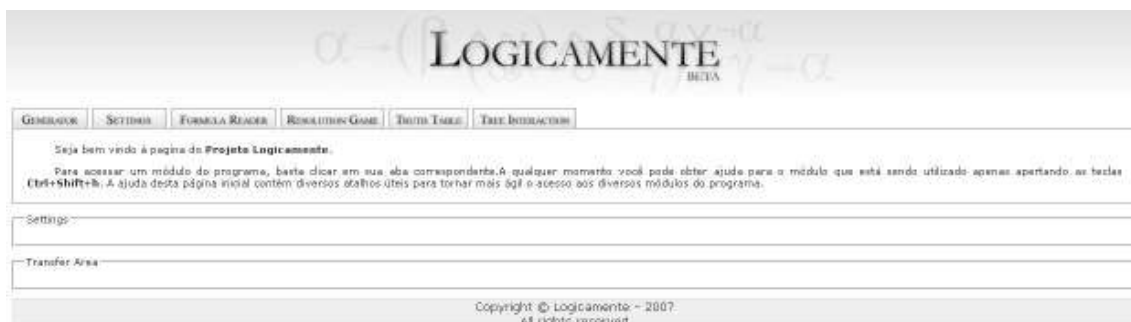 LOGICAMENTE
BETA
GENERATOR SETTINGS FORMULA READER RESOLUTION GAME TRUTH TABLE TREE INTERACTION
Seja bem vindo à pagina do Projeto Logicamente.
Para acessar um módulo do programa, basta clicar em sua aba correspondente.A qualquer momento você pode obter ajuda para o módulo que está sendo utilizado apenas apertando as teclas
Ctrl+Shift+h. A ajuda desta página inicial contém diversos atalhos úteis para tornar mais ágil o acesso aos diversos módulos do programa.
Settings
Transfer Area
Copyright © Logicamente - 2007
All rights reserved